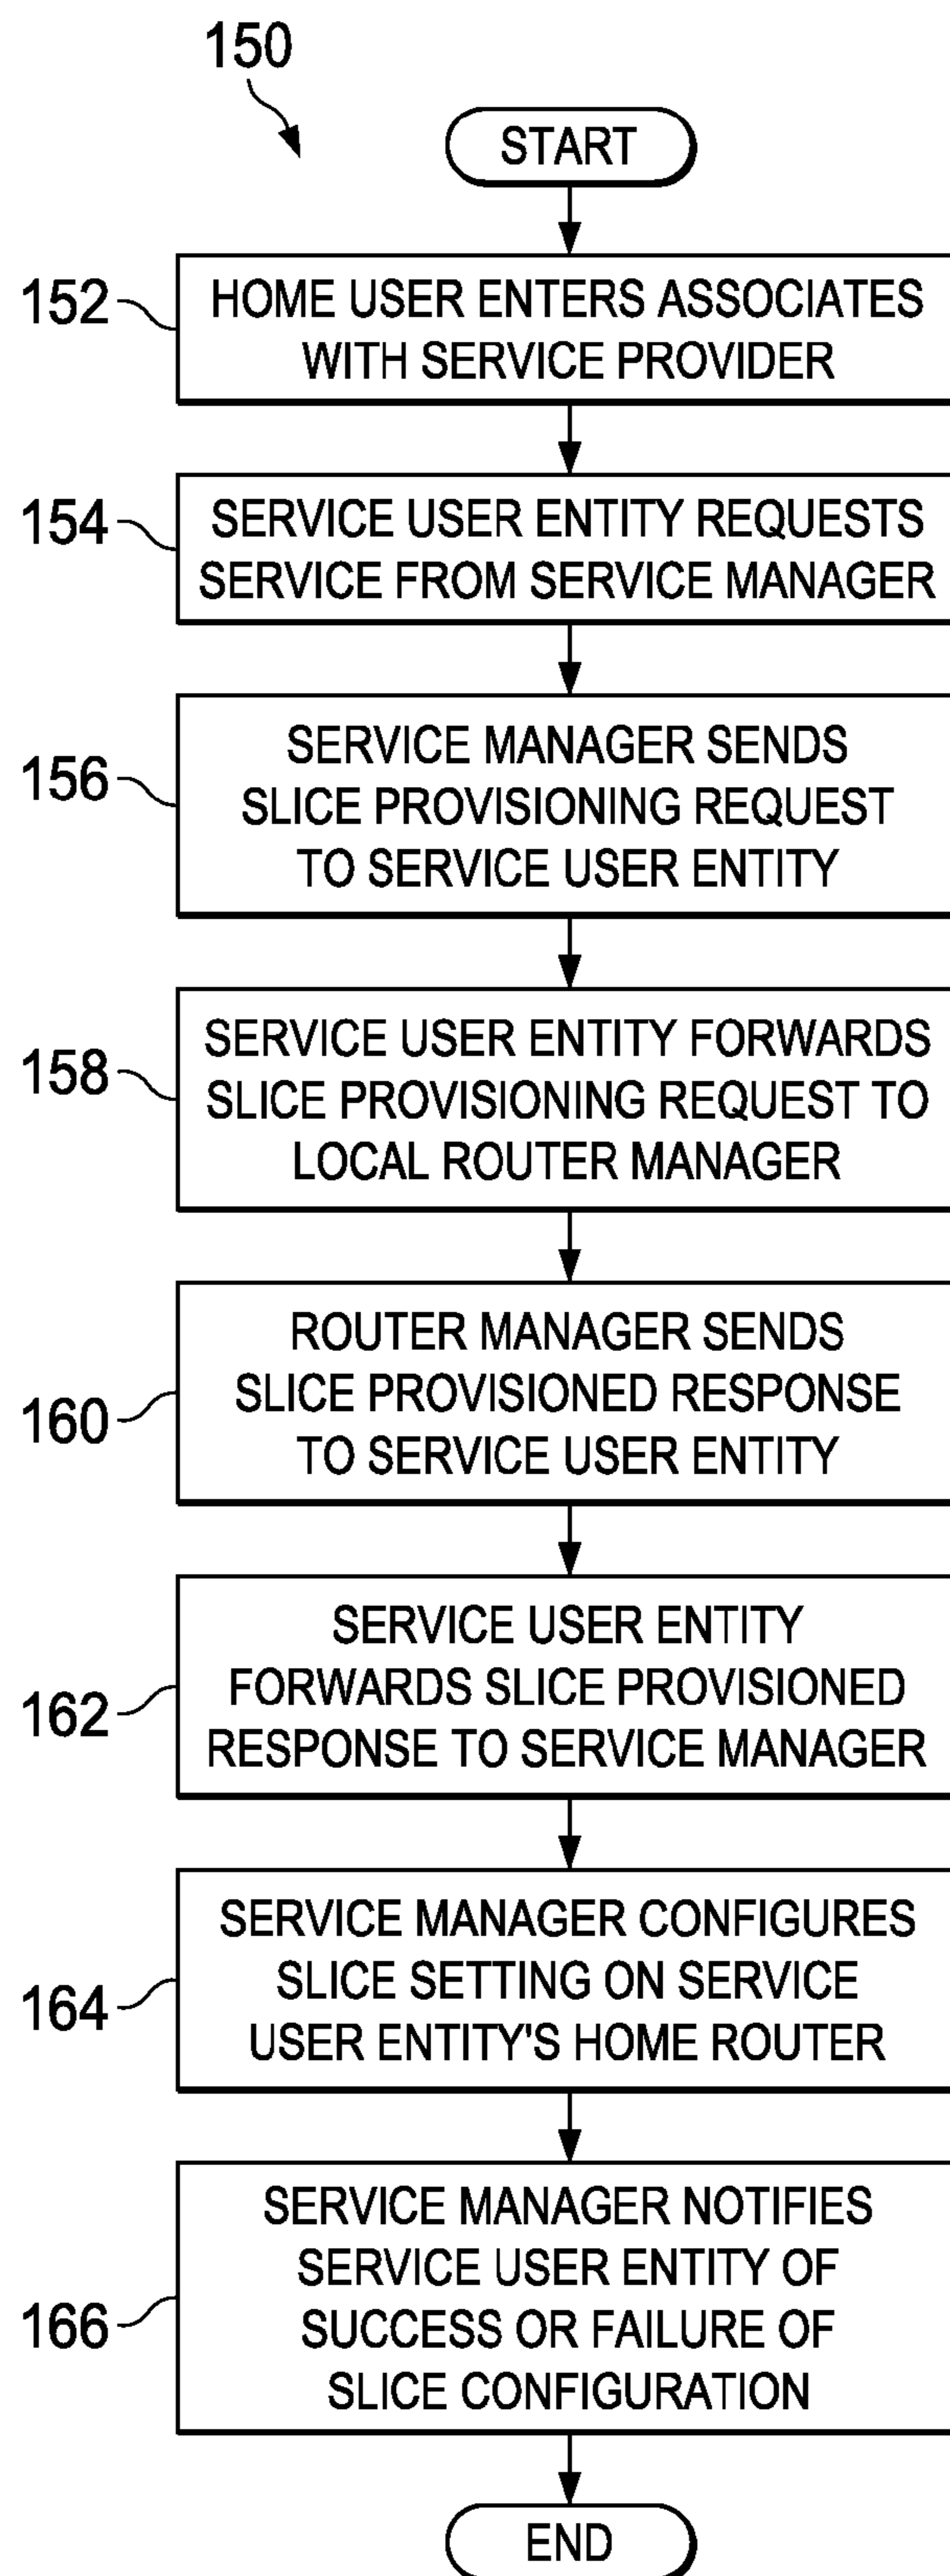 150
START
152
HOME USER ENTERS ASSOCIATES
WITH SERVICE PROVIDER
154
SERVICE USER ENTITY REQUESTS
SERVICE FROM SERVICE MANAGER
156
SERVICE MANAGER SENDS
SLICE PROVISIONING REQUEST
TO SERVICE USER ENTITY
158
SERVICE USER ENTITY FORWARDS
SLICE PROVISIONING REQUEST TO
LOCAL ROUTER MANAGER
160
ROUTER MANAGER SENDS
SLICE PROVISIONED RESPONSE
TO SERVICE USER ENTITY
162
SERVICE USER ENTITY
FORWARDS SLICE PROVISIONED
RESPONSE TO SERVICE MANAGER
164
SERVICE MANAGER CONFIGURES
SLICE SETTING ON SERVICE
USER ENTITY'S HOME ROUTER
166
SERVICE MANAGER NOTIFIES
SERVICE USER ENTITY OF
SUCCESS OR FAILURE OF
SLICE CONFIGURATION
END